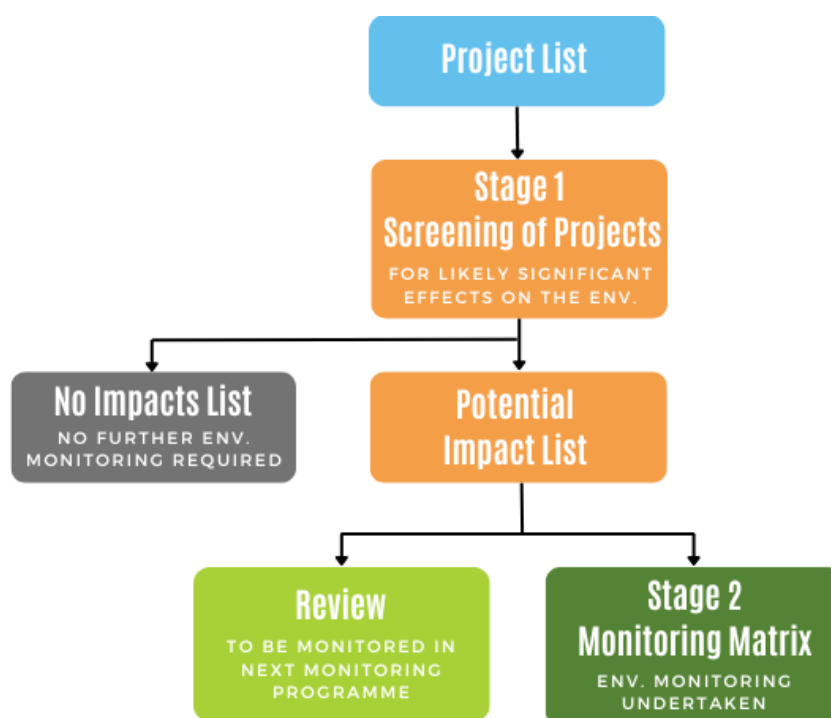 Project List
Stage 1
Screening of Projects
FOR LIKELY SIGNIFICANT
EFFECTS ON THE ENV.
No Impacts List
NO FURTHER ENV.
MONITORING REQUIRED
Potential
Impact List
Review
TO BE MONITORED IN
NEXT MONITORING
PROGRAMME
Stage 2
Monitoring Matrix
ENV. MONITORING
UNDERTAKEN